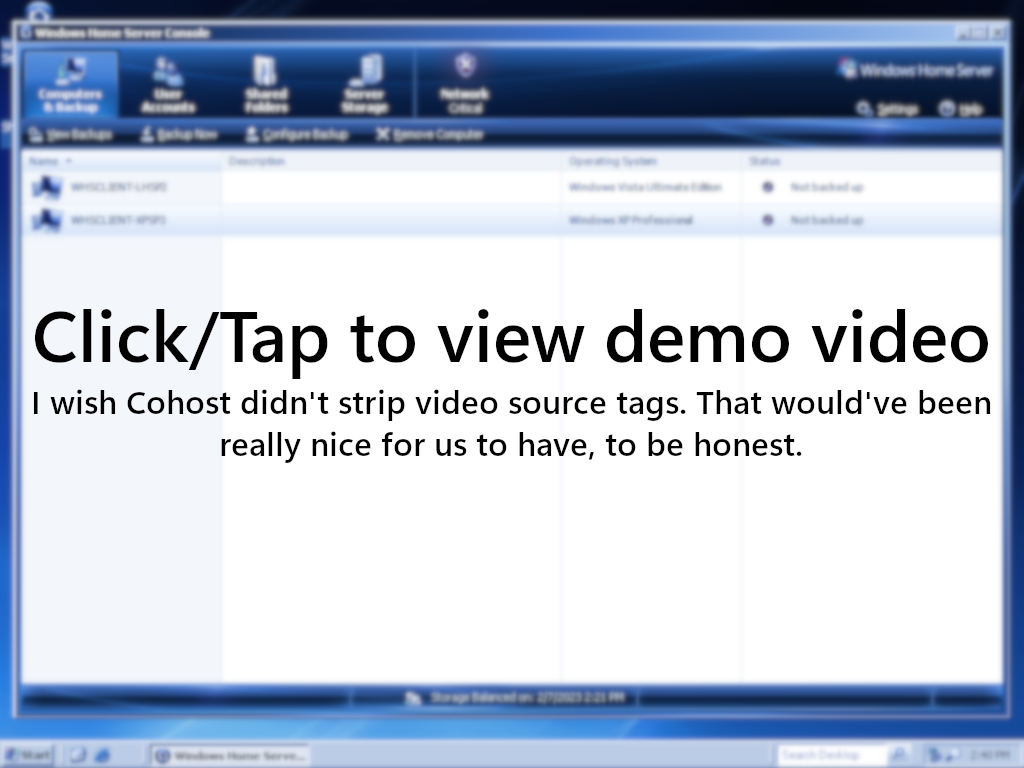 Windows Home Server Console
Computers & Backup
User Accounts
Shared Folders
Server Storage
Network Critical
Windows Home Server
Settings
Help
View Backups
Backup Now
Configure Backup
Remove Computer
Name
Description
Operating System
Status
WHSCLIENT-LHSP2
Windows Vista Ultimate Edition
Not backed up
WHSCLIENT-XPSP3
Windows XP Professional
Not backed up
Click/Tap to view demo video
I wish Cohost didn't strip video source tags. That would've been
really nice for us to have, to be honest.
Storage Balanced on: 2/7/2023 2:21 PM
Start
Windows Home Serve...
Search Desktop
2:40 PM